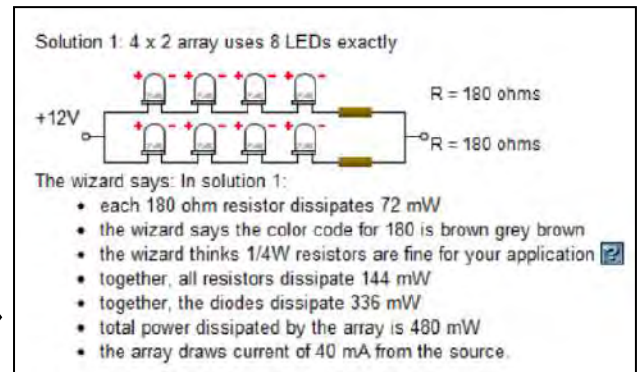 Solution 1: 4 x 2 array uses 8 LEDs exactly
+ - + - + - + -
R = 180 ohms
+12V
+ - + - + - + -
R = 180 ohms
The wizard says: In solution 1:
• each 180 ohm resistor dissipates 72 mW
• the wizard says the color code for 180 is brown grey brown
• the wizard thinks 1/4W resistors are fine for your application ?
• together, all resistors dissipate 144 mW
• together, the diodes dissipate 336 mW
• total power dissipated by the array is 480 mW
• the array draws current of 40 mA from the source.